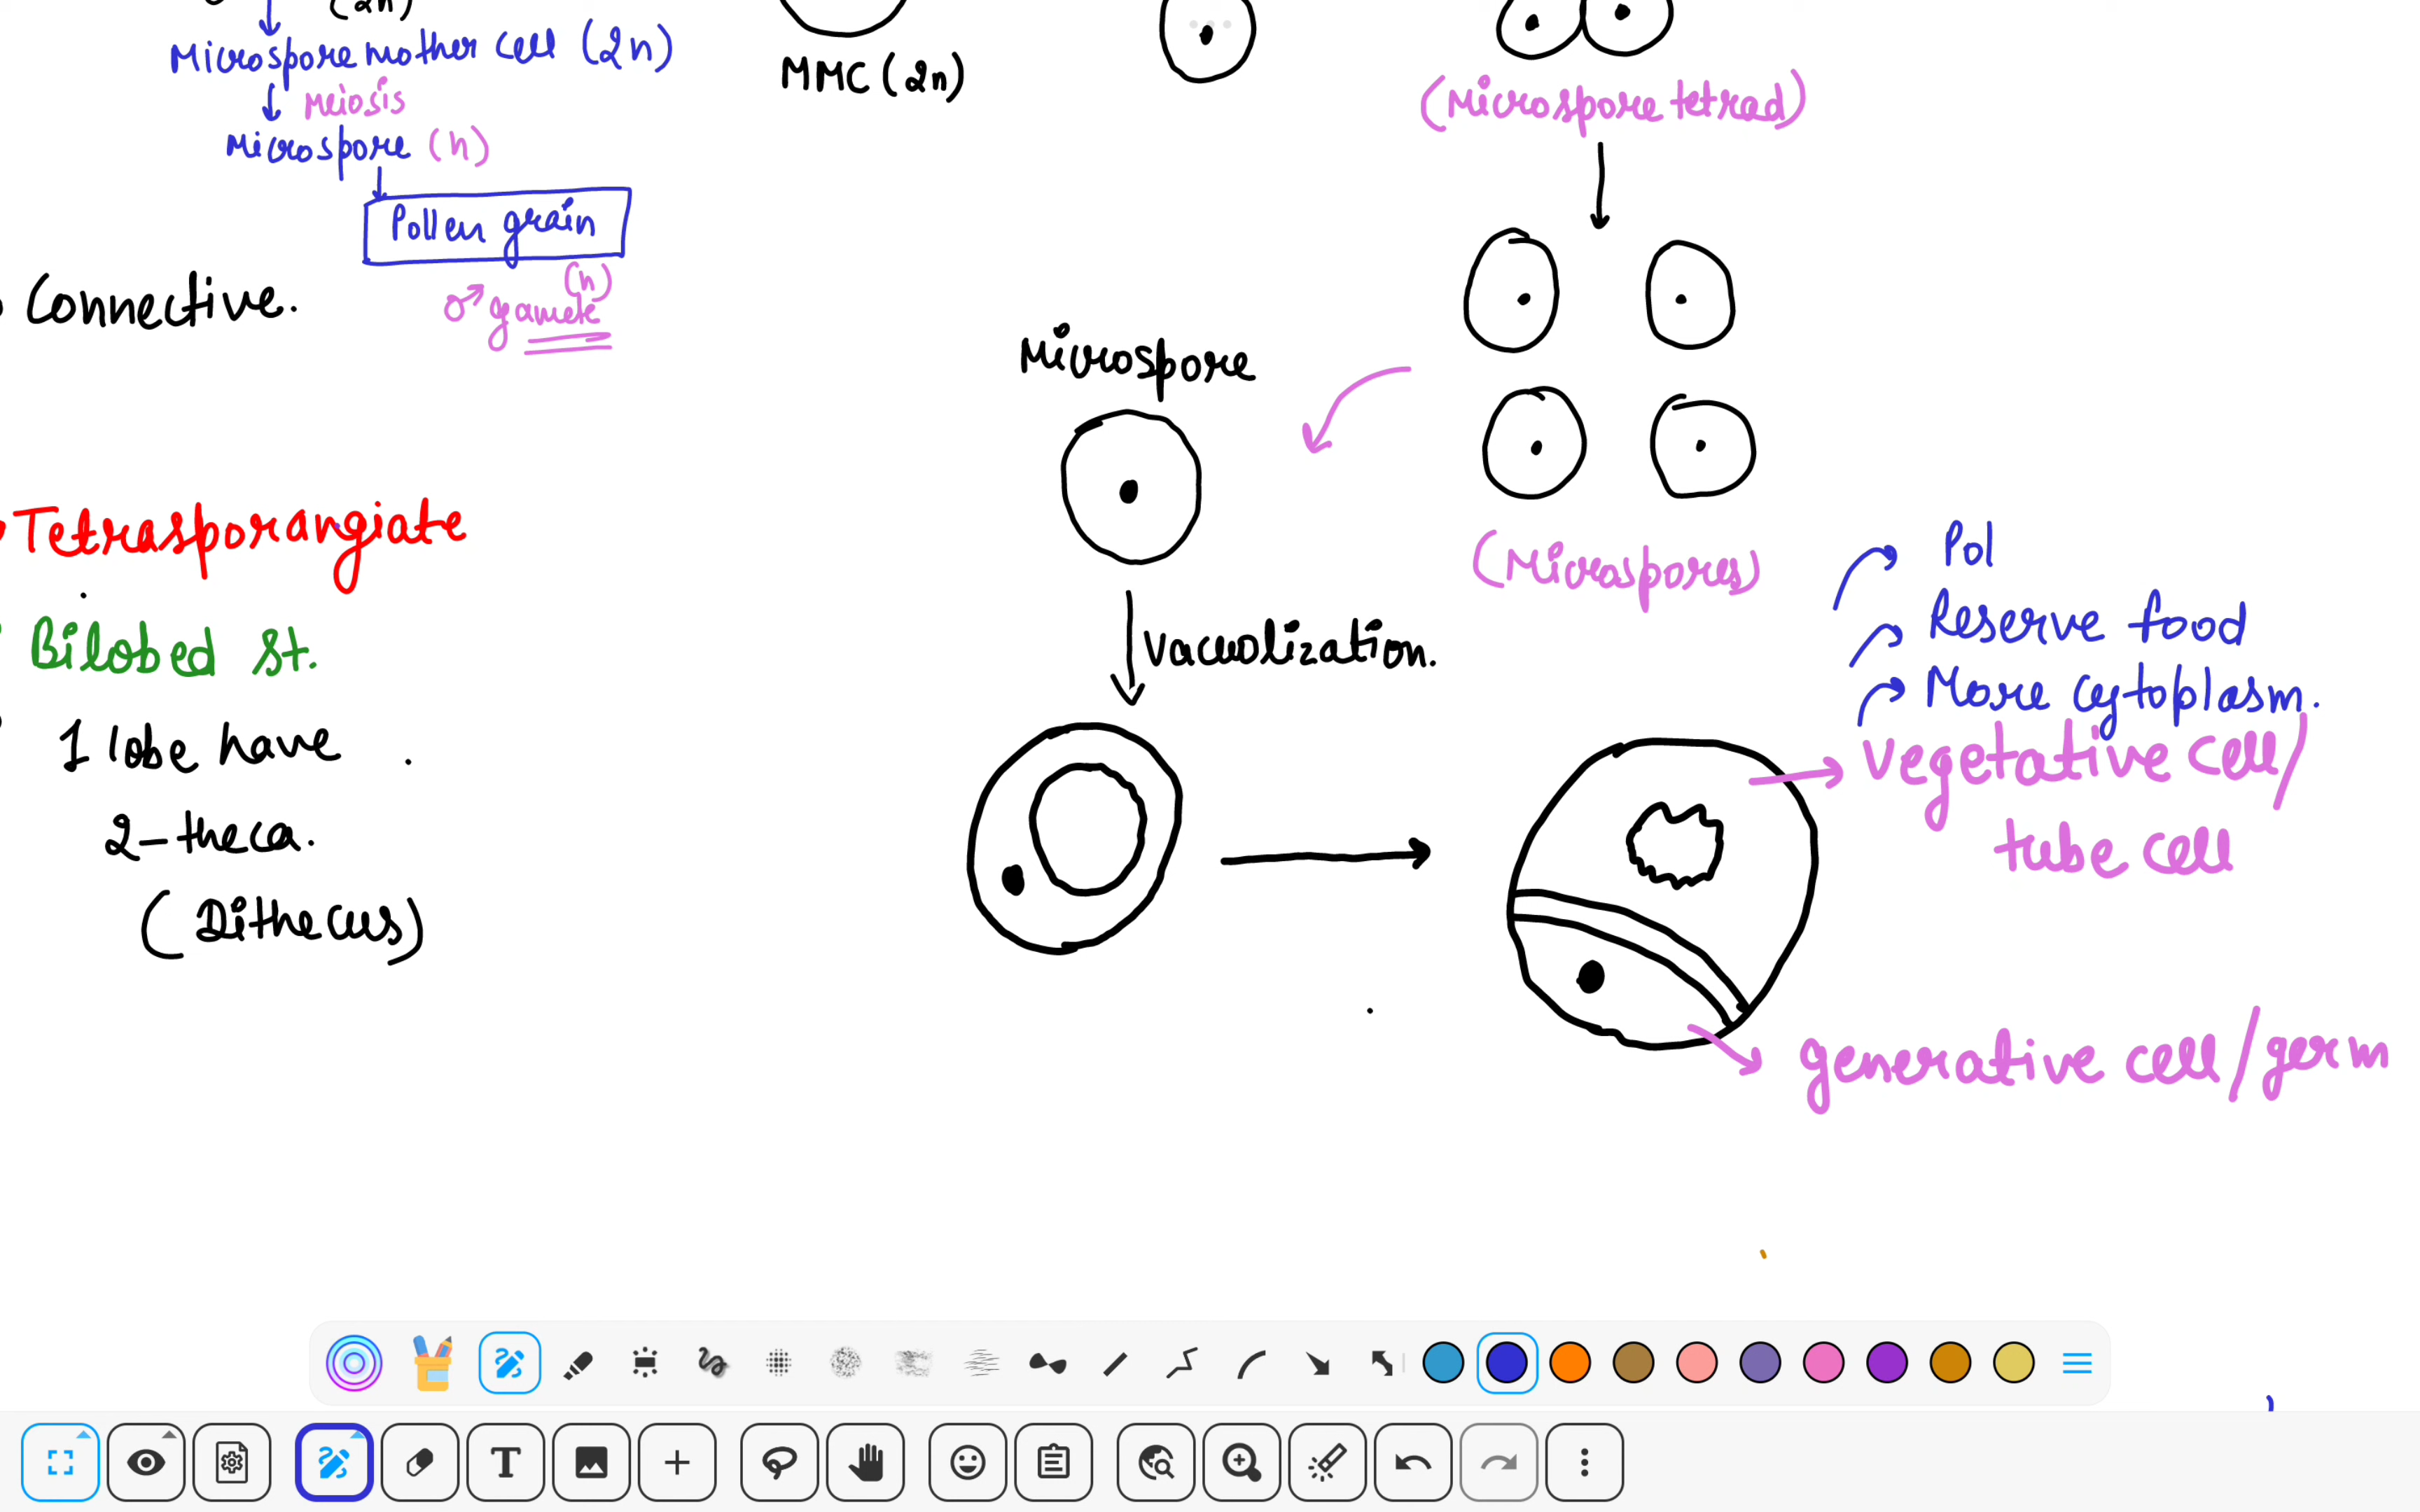 (2n)
Microspore mother cell (2n)
meiosis
Microspore (n)
Pollen grain
(n)
♂ gamete
Connective.
Tetrasporangiate
Bilobed St.
1 lobe have
2-theca.
(Dithecus)
MMC (2n)
(Microspore tetrad)
Microspore
(Microspores)
Vacuolization.
Pol
Reserve food
More cytoplasm.
Vegetative cell/
tube cell
generative cell/germ
T